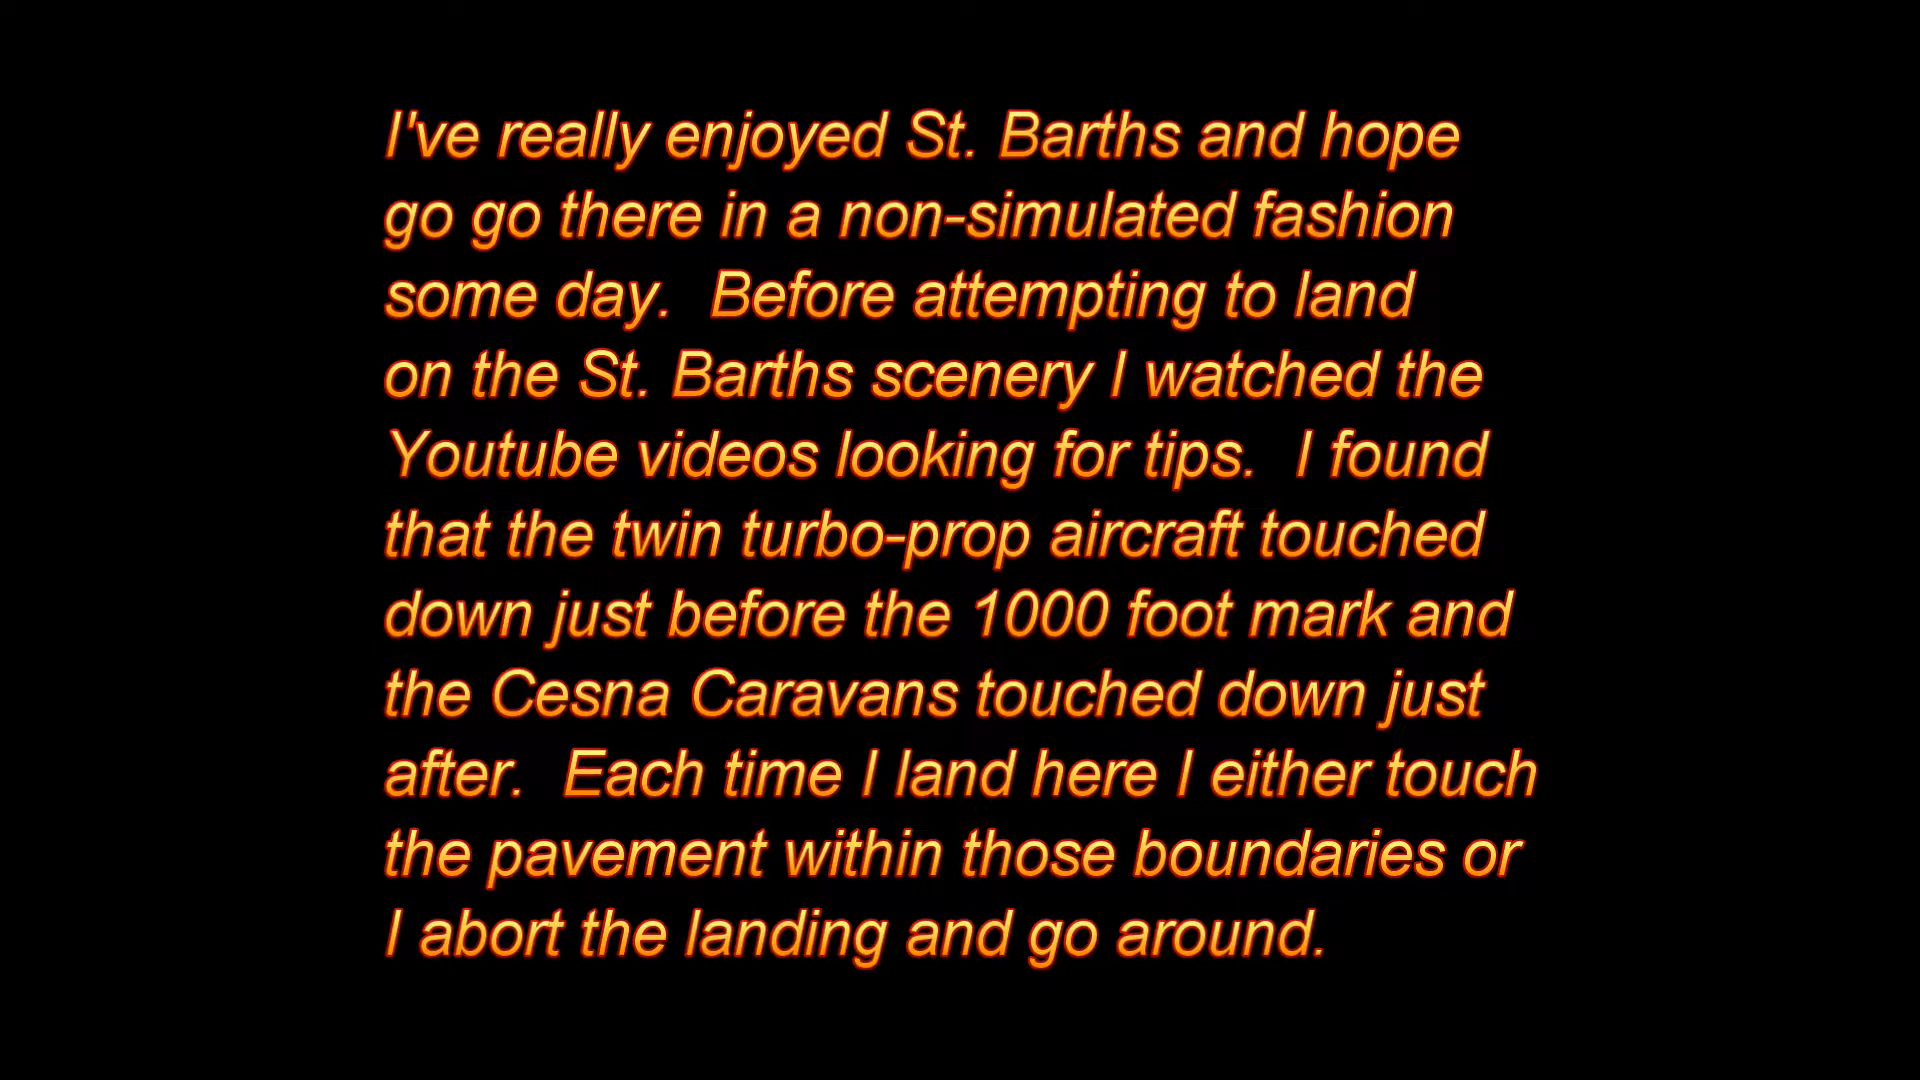 I've really enjoyed St. Barths and hope
go go there in a non-simulated fashion
some day.  Before attempting to land
on the St. Barths scenery I watched the
Youtube videos looking for tips.  I found
that the twin turbo-prop aircraft touched
down just before the 1000 foot mark and
the Cesna Caravans touched down just
after.  Each time I land here I either touch
the pavement within those boundaries or
I abort the landing and go around.